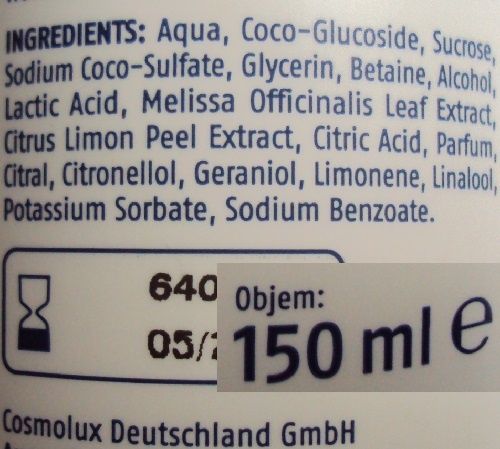 INGREDIENTS: Aqua, Coco-Glucoside, Sucrose,
Sodium Coco-Sulfate, Glycerin, Betaine, Alcohol,
Lactic Acid, Melissa Officinalis Leaf Extract,
Citrus Limon Peel Extract, Citric Acid, Parfum,
Citral, Citronellol, Geraniol, Limonene, Linalool,
Potassium Sorbate, Sodium Benzoate.
640
05/
Objem:
150 ml e
Cosmolux Deutschland GmbH